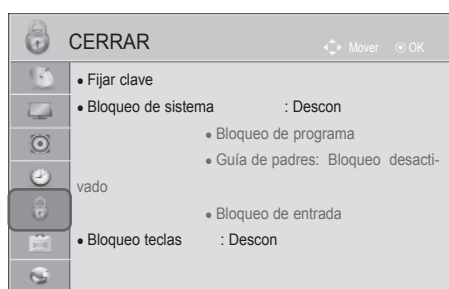 CERRAR
Mover OK
• Fijar clave
• Bloqueo de sistema : Descon
• Bloqueo de programa
• Guía de padres: Bloqueo desacti-
vado
• Bloqueo de entrada
• Bloqueo teclas : Descon